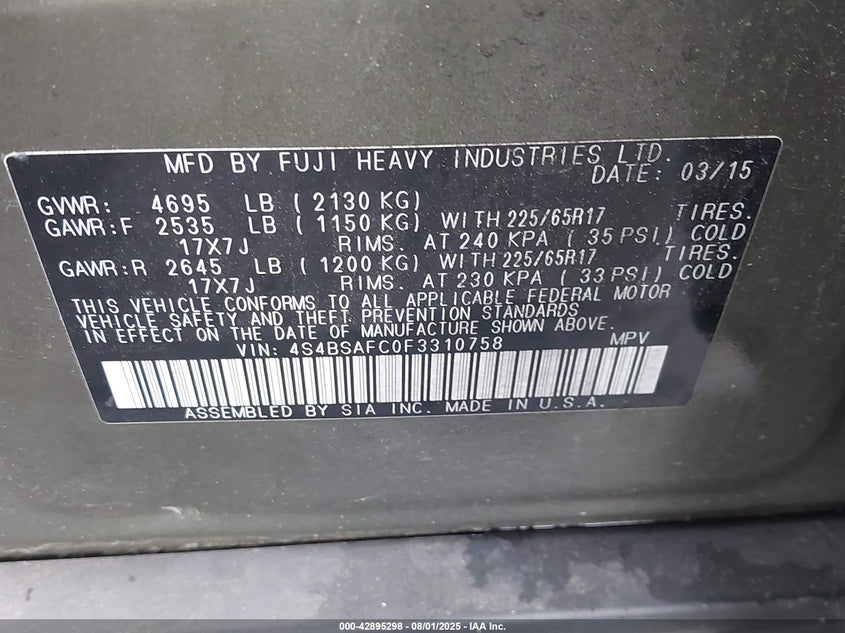 MFD BY FUJI HEAVY INDUSTRIES LTD.
DATE: 03/15
GVWR: 4695 LB ( 2130 KG)
GAWR:F 2535 LB ( 1150 KG) WITH 225/65R17 TIRES.
17X7J RIMS. AT 240 KPA ( 35 PSI) COLD
GAWR:R 2645 LB ( 1200 KG) WITH 225/65R17 TIRES.
17X7J RIMS. AT 230 KPA ( 33 PSI) COLD
THIS VEHICLE CONFORMS TO ALL APPLICABLE FEDERAL MOTOR
VEHICLE SAFETY AND THEFT PREVENTION STANDARDS
IN EFFECT ON THE DATE OF MANUFACTURE SHOWN ABOVE.
VIN: 4S4BSAFC0F3310758 MPV
ASSEMBLED BY SIA INC. MADE IN U.S.A.
000-42895298 - 08/01/2025 - IAA Inc.